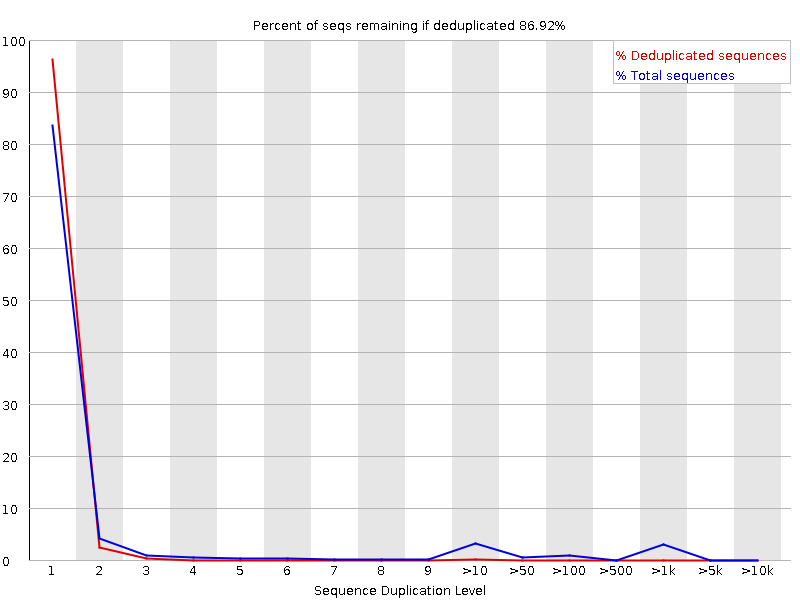 Percent of seqs remaining if deduplicated 86.92%
% Deduplicated sequences
% Total sequences
100
90
80
70
60
50
40
30
20
10
0
1 2 3 4 5 6 7 8 9 >10 >50 >100 >500 >1k >5k >10k
Sequence Duplication Level